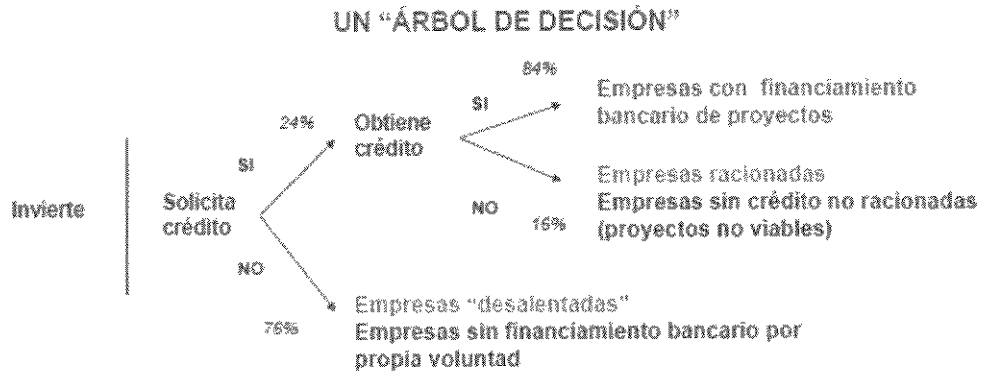 UN "ÁRBOL DE DECISIÓN"
84%
Empresas con financiamiento
bancario de proyectos
SI
24%
Obtiene
crédito
SI
Empresas racionadas
Empresas sin crédito no racionadas
(proyectos no viables)
NO
16%
Invierte
Solicita
crédito
NO
76%
Empresas "desalentadas"
Empresas sin financiamiento bancario por
propia voluntad